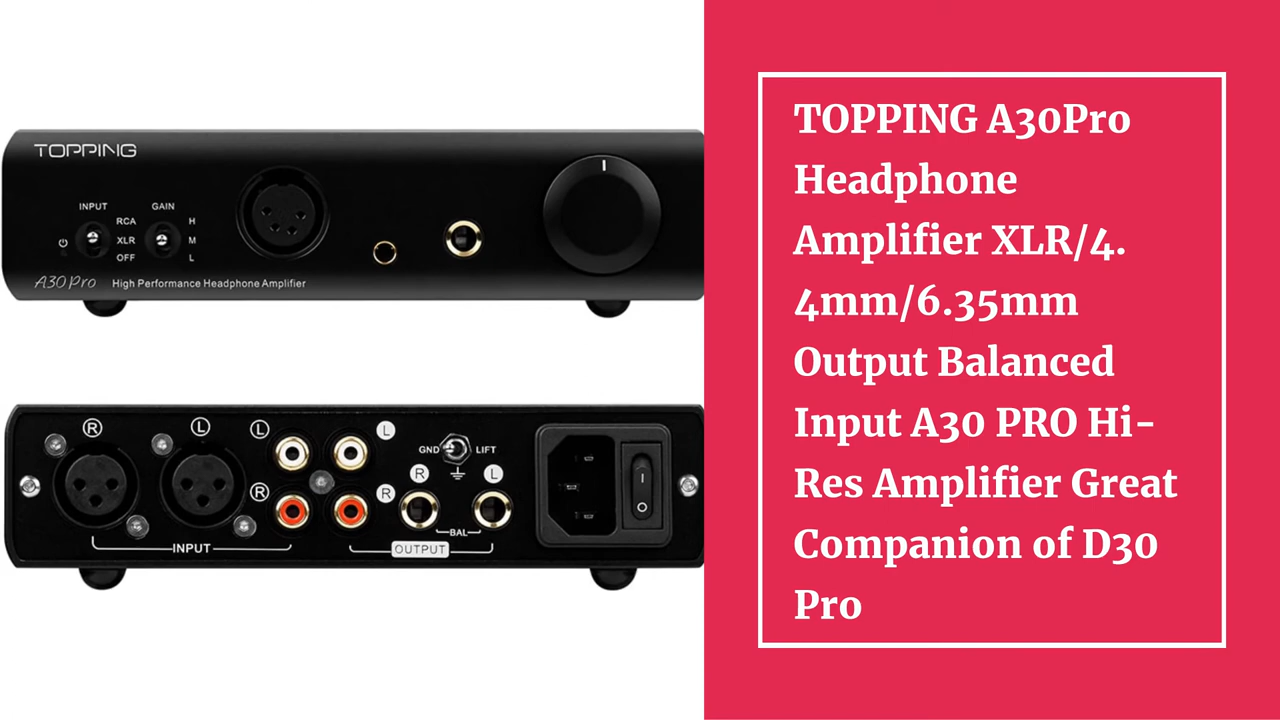 TOPPING
INPUT GAIN
RCA H
XLR M
OFF L
A30 Pro High Performance Headphone Amplifier
R L L L
GND LIFT
R L
R R
BAL
INPUT OUTPUT
I
O
TOPPING A30Pro
Headphone
Amplifier XLR/4.
4mm/6.35mm
Output Balanced
Input A30 PRO Hi-
Res Amplifier Great
Companion of D30
Pro